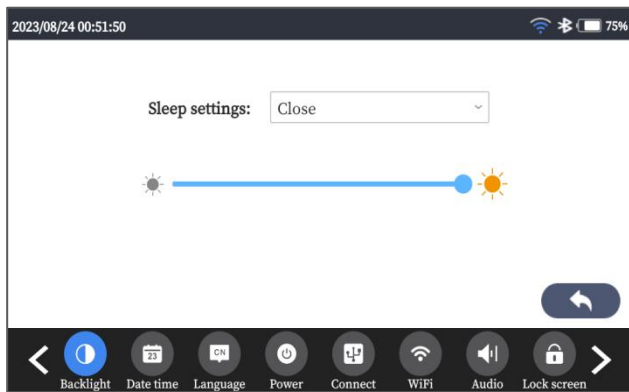 2023/08/24 00:51:50 75%
Sleep settings: Close
23 CN
Backlight Date time Language Power Connect WiFi Audio Lock screen